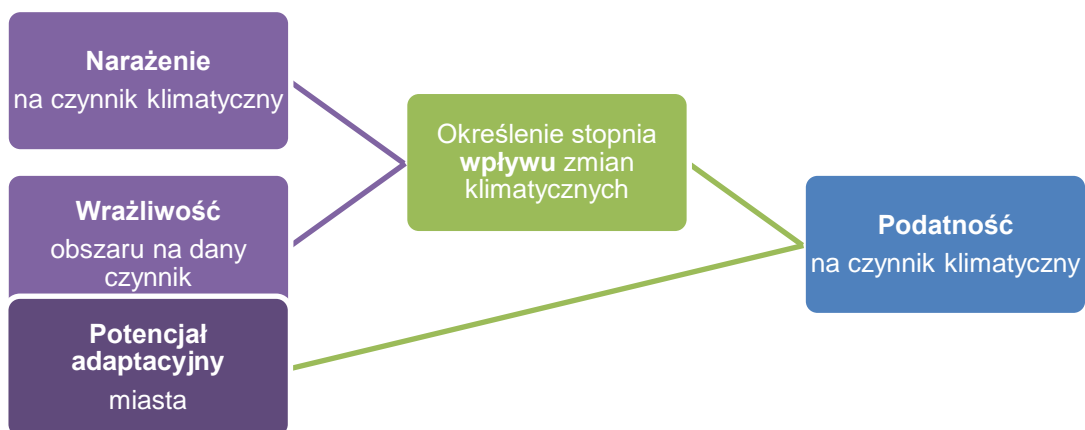 Narażenie
na czynnik klimatyczny
Wrażliwość
obszaru na dany
czynnik
Potencjał
adaptacyjny
miasta
Określenie stopnia
wpływu zmian
klimatycznych
Podatność
na czynnik klimatyczny